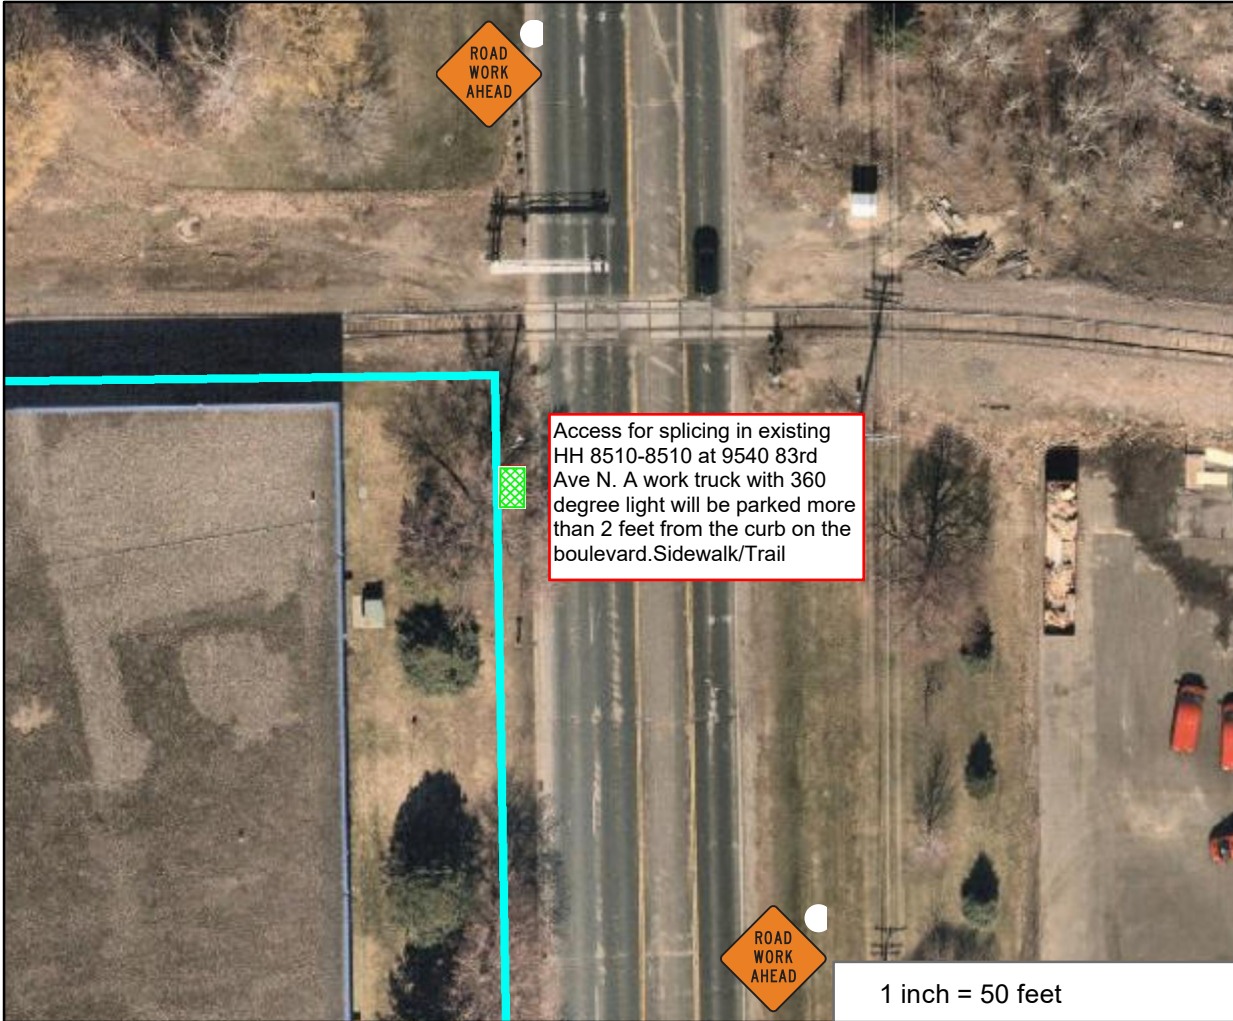 ROAD
WORK
AHEAD
Access for splicing in existing
HH 8510-8510 at 9540 83rd
Ave N. A work truck with 360
degree light will be parked more
than 2 feet from the curb on the
boulevard.Sidewalk/Trail
ROAD
WORK
AHEAD
1 inch = 50 feet